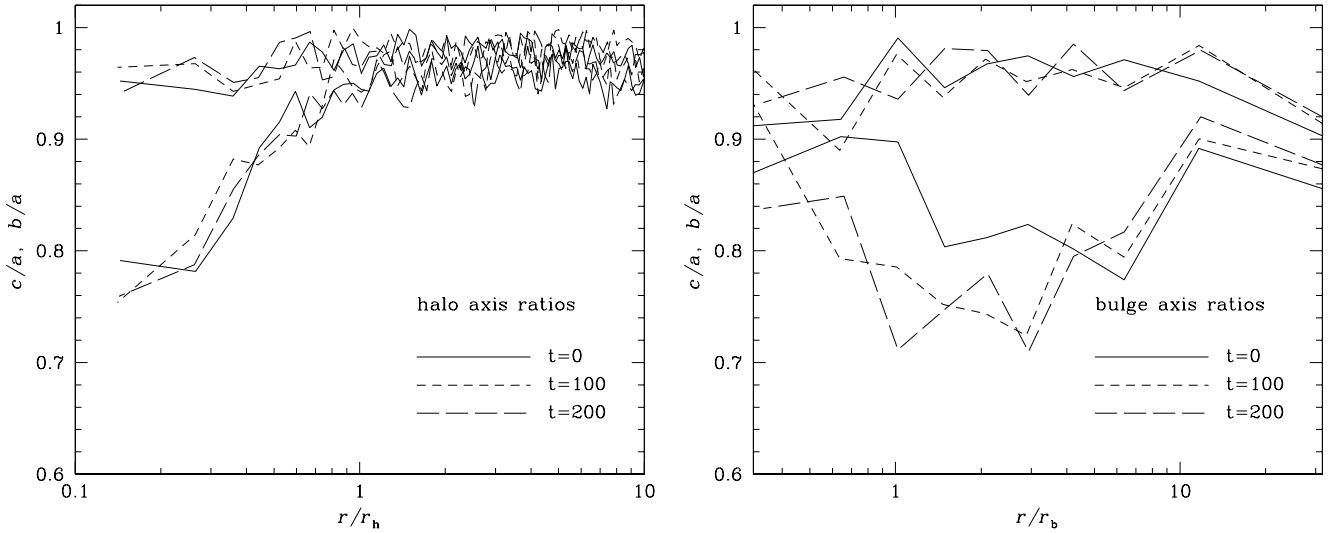 1
0.9
0.8
0.7
0.6
c/a, b/a
halo axis ratios
t=0
t=100
t=200
0.1
1
10
r/r_h
1
0.9
0.8
0.7
0.6
c/a, b/a
bulge axis ratios
t=0
t=100
t=200
1
10
r/r_b